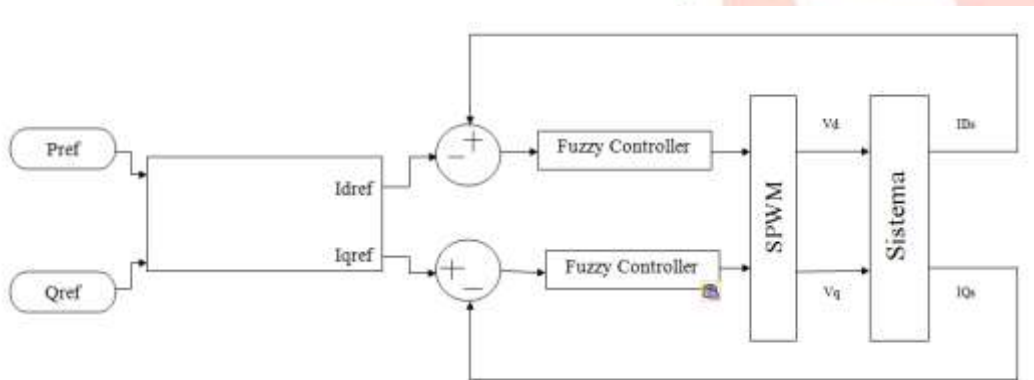 Pref
Qref
Idref
Iqref
+
−
+
−
Fuzzy Controller
Fuzzy Controller
SPWM
Vd
Vq
Sistema
IDs
IQs